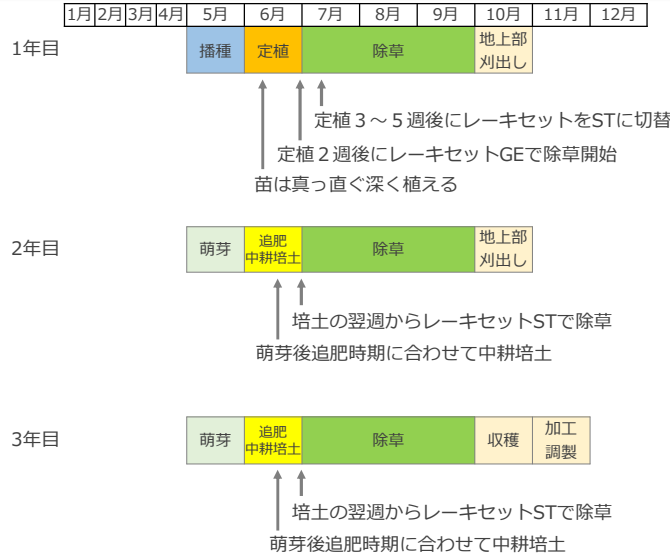 1月 2月 3月 4月 5月 6月 7月 8月 9月 10月 11月 12月
1年目
播種
定植
除草
地上部
刈出し
定植3～5週後にレーキセットをSTに切替
定植2週後にレーキセットGEで除草開始
苗は真っ直ぐ深く植える
2年目
萌芽
追肥
中耕培土
除草
地上部
刈出し
培土の翌週からレーキセットSTで除草
萌芽後追肥時期に合わせて中耕培土
3年目
萌芽
追肥
中耕培土
除草
収穫
加工
調製
培土の翌週からレーキセットSTで除草
萌芽後追肥時期に合わせて中耕培土